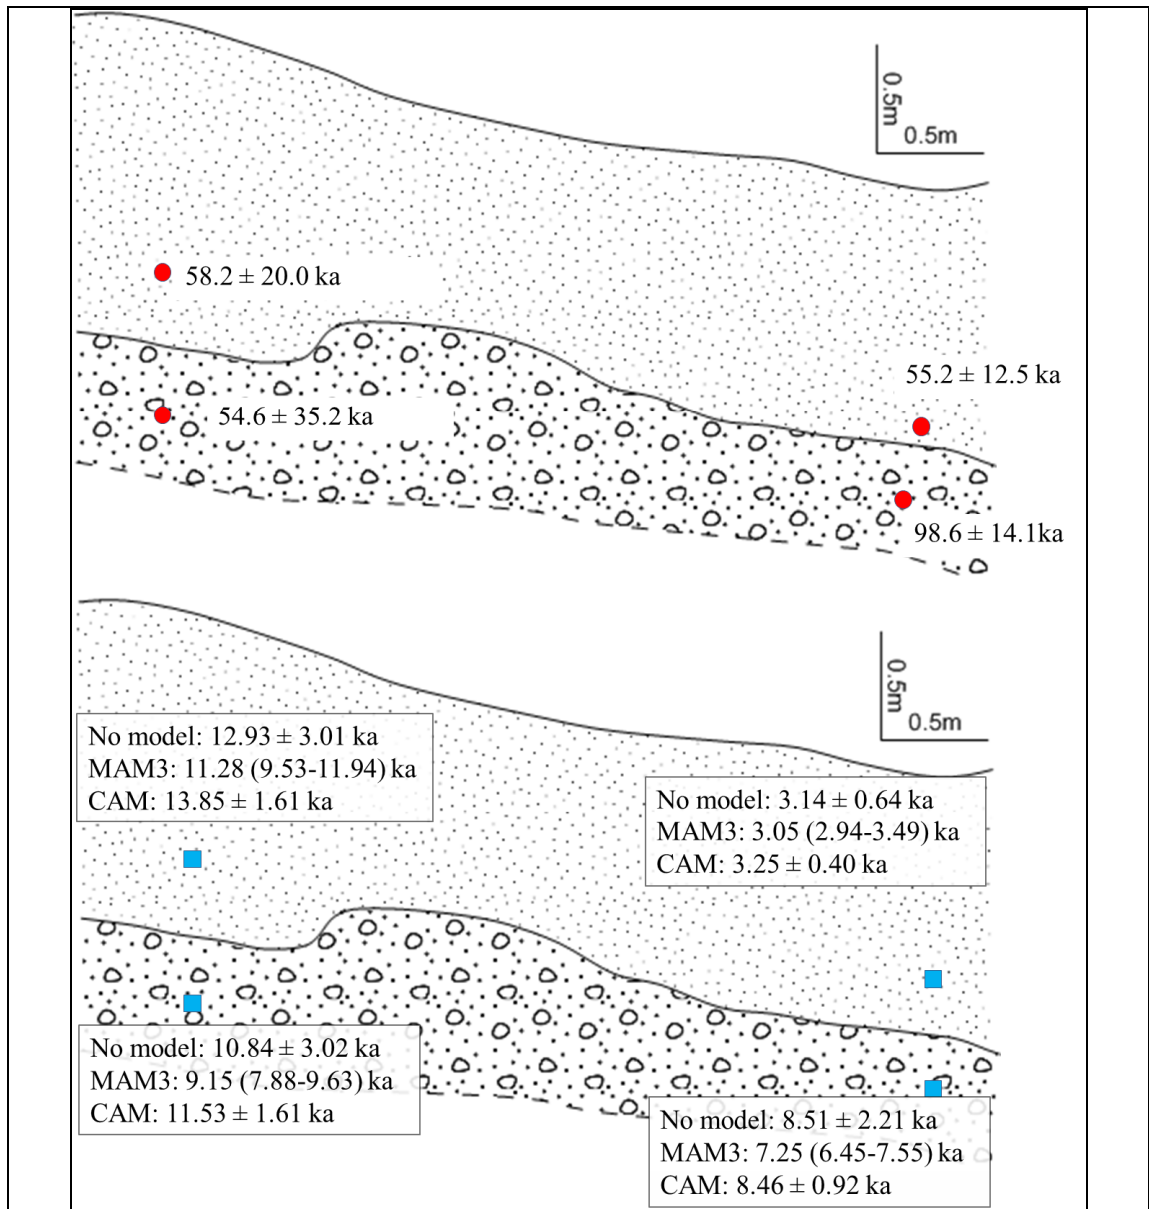 0.5m
0.5m
58.2 ± 20.0 ka
55.2 ± 12.5 ka
54.6 ± 35.2 ka
98.6 ± 14.1ka
0.5m
0.5m
No model: 12.93 ± 3.01 ka
MAM3: 11.28 (9.53-11.94) ka
CAM: 13.85 ± 1.61 ka
No model: 3.14 ± 0.64 ka
MAM3: 3.05 (2.94-3.49) ka
CAM: 3.25 ± 0.40 ka
No model: 10.84 ± 3.02 ka
MAM3: 9.15 (7.88-9.63) ka
CAM: 11.53 ± 1.61 ka
No model: 8.51 ± 2.21 ka
MAM3: 7.25 (6.45-7.55) ka
CAM: 8.46 ± 0.92 ka